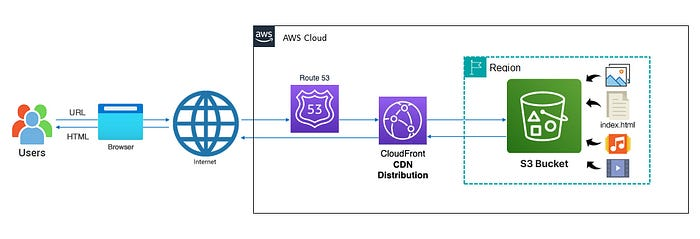 aws
AWS Cloud
Region
Route 53
53
URL
HTML
Users
Browser
Internet
CloudFront
CDN
Distribution
S3 Bucket
index.html